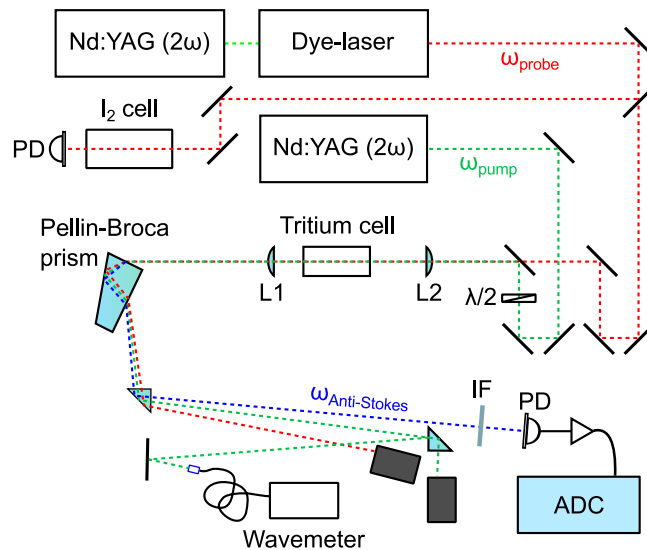 Nd:YAG (2ω)
Dye-laser
ωprobe
I₂ cell
PD
Nd:YAG (2ω)
ωpump
Pellin-Broca
prism
Tritium cell
L1
L2
λ/2
ωAnti-Stokes
IF
PD
ADC
Wavemeter